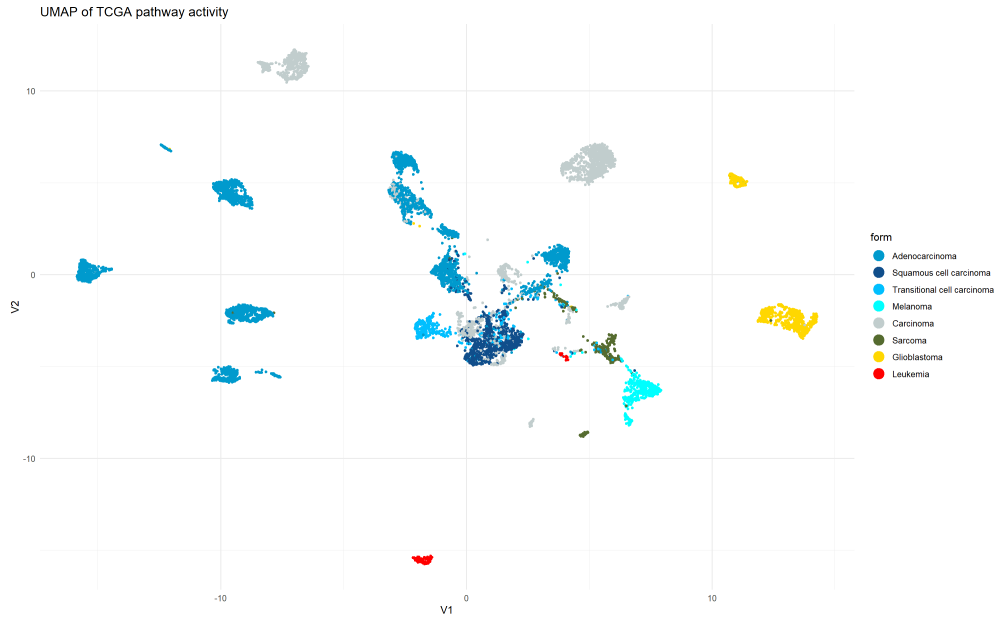 UMAP of TCGA pathway activity
10
0
-10
V2
-10
0
10
V1
form
Adenocarcinoma
Squamous cell carcinoma
Transitional cell carcinoma
Melanoma
Carcinoma
Sarcoma
Glioblastoma
Leukemia